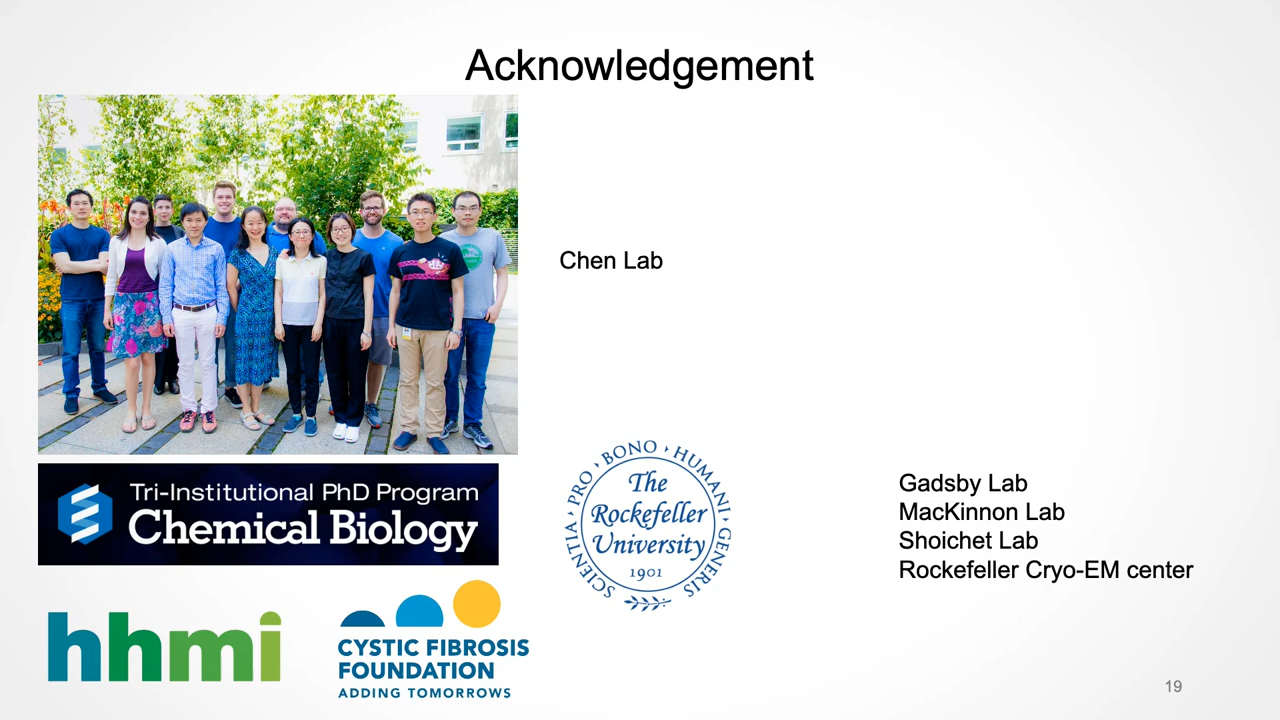 Acknowledgement
Chen Lab
Tri-Institutional PhD Program
Chemical Biology
SCIENTIA • PRO • BONO • HUMANI • GENERIS
The
Rockefeller
University
1901
Gadsby Lab
MacKinnon Lab
Shoichet Lab
Rockefeller Cryo-EM center
hhmi
CYSTIC FIBROSIS
FOUNDATION
ADDING TOMORROWS
19